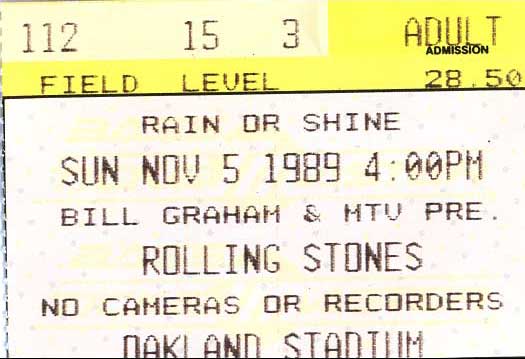 112 15 3 ADULT
ADMISSION
FIELD LEVEL 28.50
RAIN OR SHINE
SUN NOV 5 1989 4:00PM
BILL GRAHAM & MTV PRE.
ROLLING STONES
NO CAMERAS OR RECORDERS
OAKLAND STADIUM